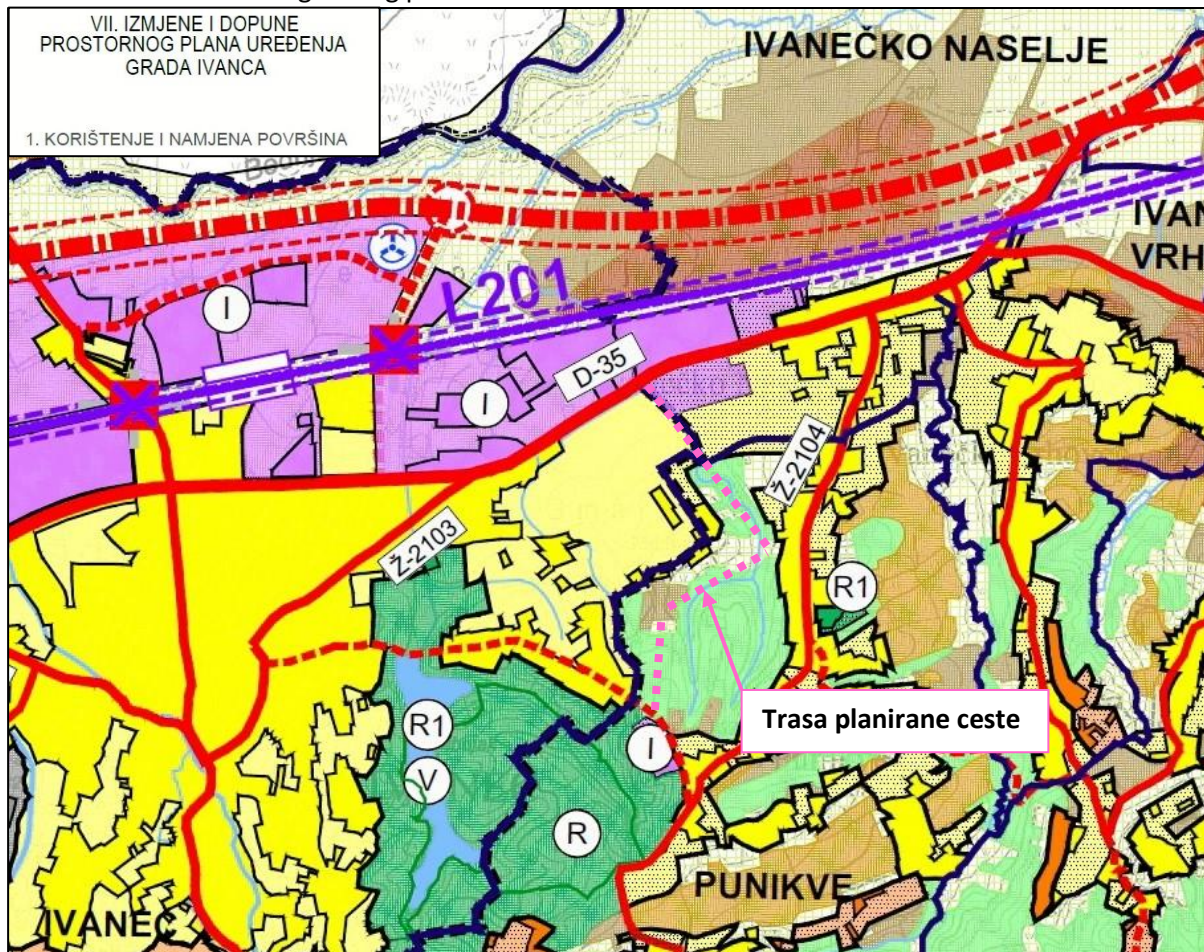 VII. IZMJENE I DOPUNE
PROSTORNOG PLANA UREĐENJA
GRADA IVANCA
1. KORIŠTENJE I NAMJENA POVRŠINA
IVANEČKO NASELJE
IVAN
VRH
L201
I
D-35
I
Ž-2104
Ž-2103
R1
Trasa planirane ceste
R1
I
V
R
PUNIKVE
IVANEC